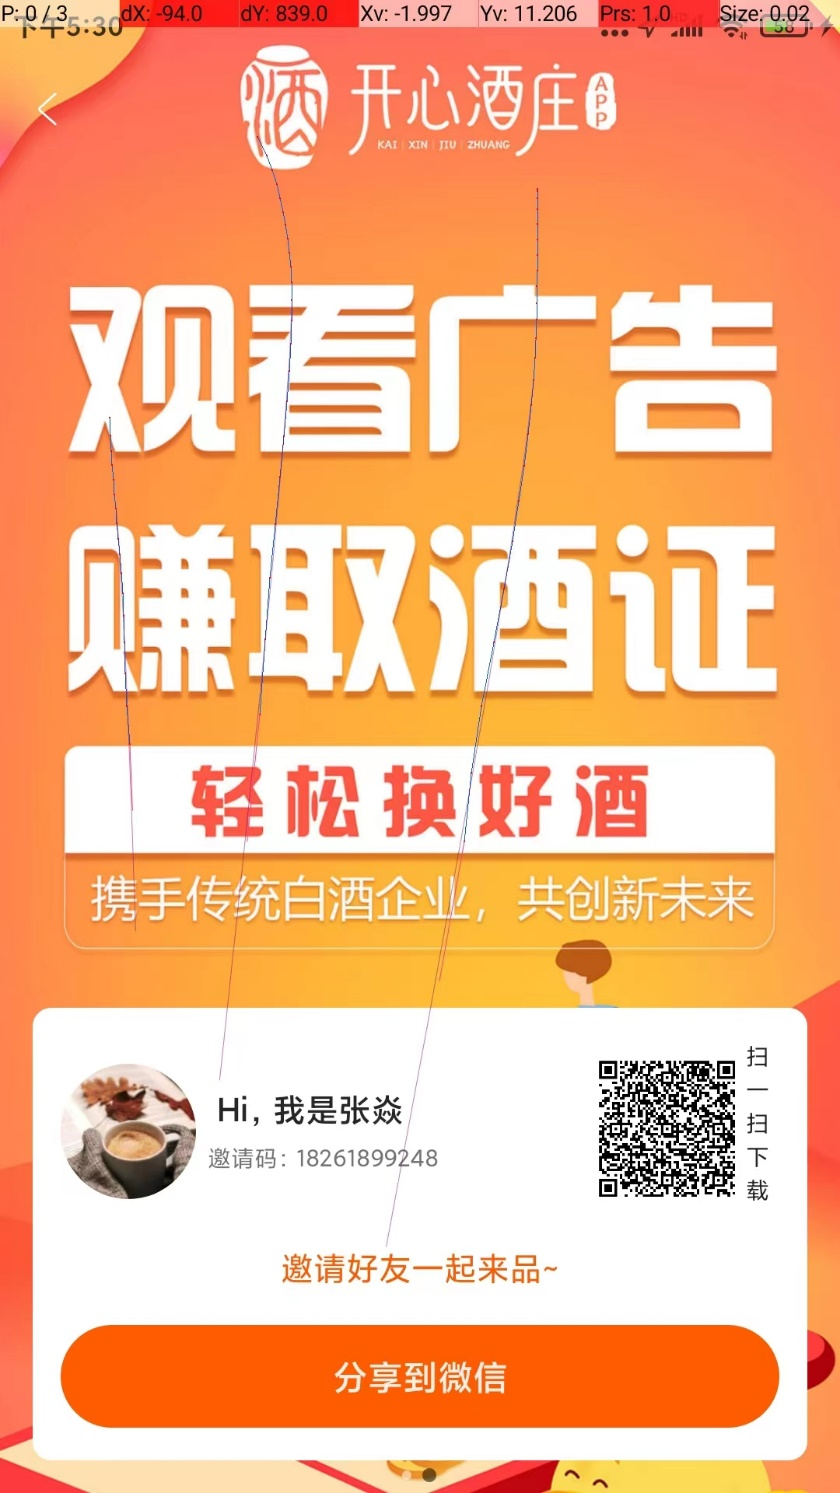 P: 0 / 3 dX: -94.0 dY: 839.0 Xv: -1.997 Yv: 11.206 Prs: 1.0 Size: 0.02
下午5:30 58
酒 开心酒庄 APP
KAI XIN JIU ZHUANG
观看广告
赚取酒证
轻松换好酒
携手传统白酒企业，共创新未来
Hi, 我是张焱
邀请码：18261899248
扫一扫下载
邀请好友一起来品~
分享到微信